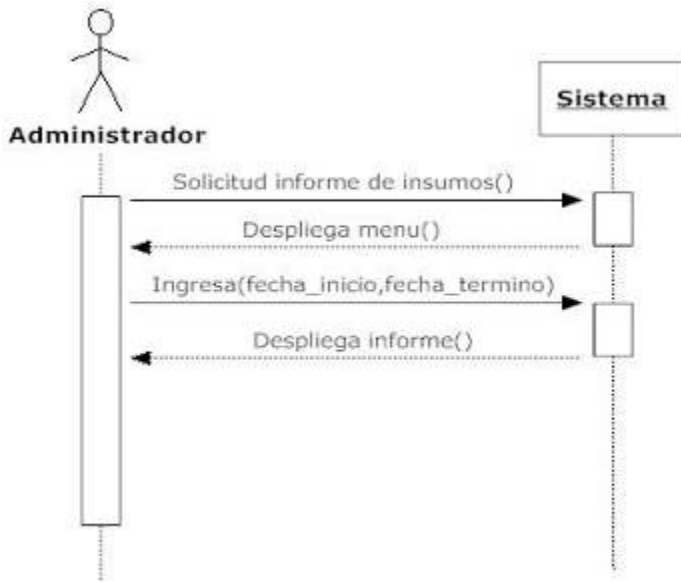 Administrador
Sistema
Solicitud informe de insumos()
Despliega menu()
Ingresa(fecha_inicio,fecha_termino)
Despliega informe()